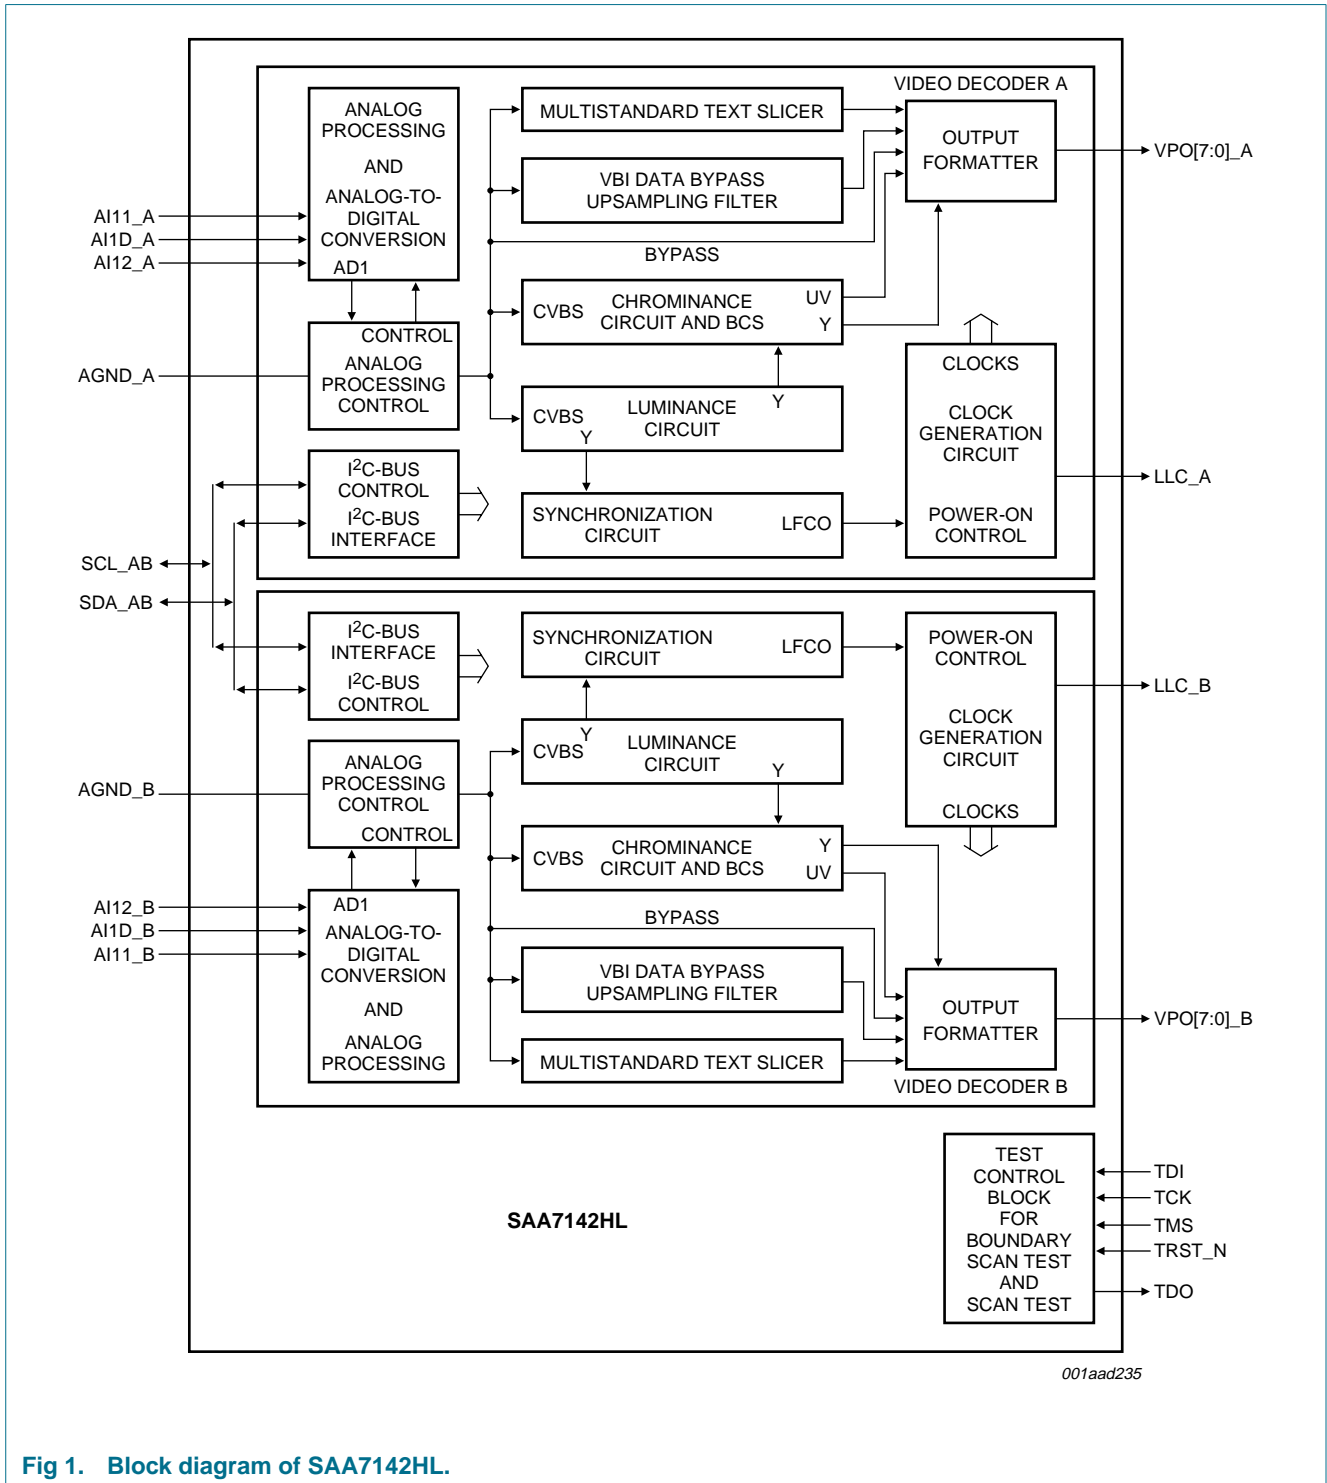 VIDEO DECODER A
ANALOG
PROCESSING
AND
ANALOG-TO-
DIGITAL
CONVERSION
AD1
MULTISTANDARD TEXT SLICER
OUTPUT
FORMATTER
VPO[7:0]_A
VBI DATA BYPASS
UPSAMPLING FILTER
AI11_A
AI1D_A
AI12_A
BYPASS
CVBS
CHROMINANCE
CIRCUIT AND BCS
UV
Y
CONTROL
ANALOG
PROCESSING
CONTROL
AGND_A
CLOCKS
CLOCK
GENERATION
CIRCUIT
POWER-ON
CONTROL
LLC_A
CVBS
Y
LUMINANCE
CIRCUIT
Y
I2C-BUS
CONTROL
I2C-BUS
INTERFACE
SYNCHRONIZATION
CIRCUIT
LFCO
SCL_AB
SDA_AB
I2C-BUS
INTERFACE
I2C-BUS
CONTROL
SYNCHRONIZATION
CIRCUIT
LFCO
POWER-ON
CONTROL
CLOCK
GENERATION
CIRCUIT
CLOCKS
LLC_B
CVBS
Y
LUMINANCE
CIRCUIT
Y
ANALOG
PROCESSING
CONTROL
CONTROL
AGND_B
CVBS
CHROMINANCE
CIRCUIT AND BCS
Y
UV
AI12_B
AI1D_B
AI11_B
AD1
ANALOG-TO-
DIGITAL
CONVERSION
AND
ANALOG
PROCESSING
BYPASS
VBI DATA BYPASS
UPSAMPLING FILTER
OUTPUT
FORMATTER
VPO[7:0]_B
MULTISTANDARD TEXT SLICER
VIDEO DECODER B
TEST
CONTROL
BLOCK
FOR
BOUNDARY
SCAN TEST
AND
SCAN TEST
TDI
TCK
TMS
TRST_N
TDO
SAA7142HL
001aad235
Fig 1. Block diagram of SAA7142HL.